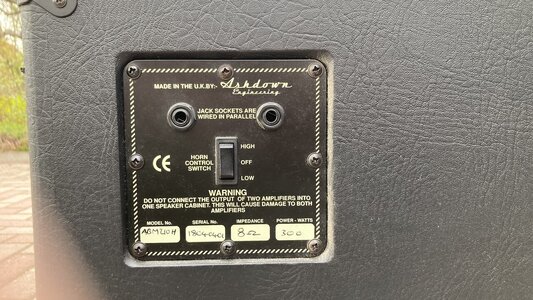 MADE IN THE U.K.BY:- Ashdown
Engineering
JACK SOCKETS ARE
WIRED IN PARALLEL
HIGH
HORN
CONTROL
SWITCH
OFF
LOW
CE
WARNING
DO NOT CONNECT THE OUTPUT OF TWO AMPLIFIERS INTO
ONE SPEAKER CABINET. THIS WILL CAUSE DAMAGE TO BOTH
AMPLIFIERS
MODEL No. SERIAL No. IMPEDANCE POWER - WATTS
8Ω 300